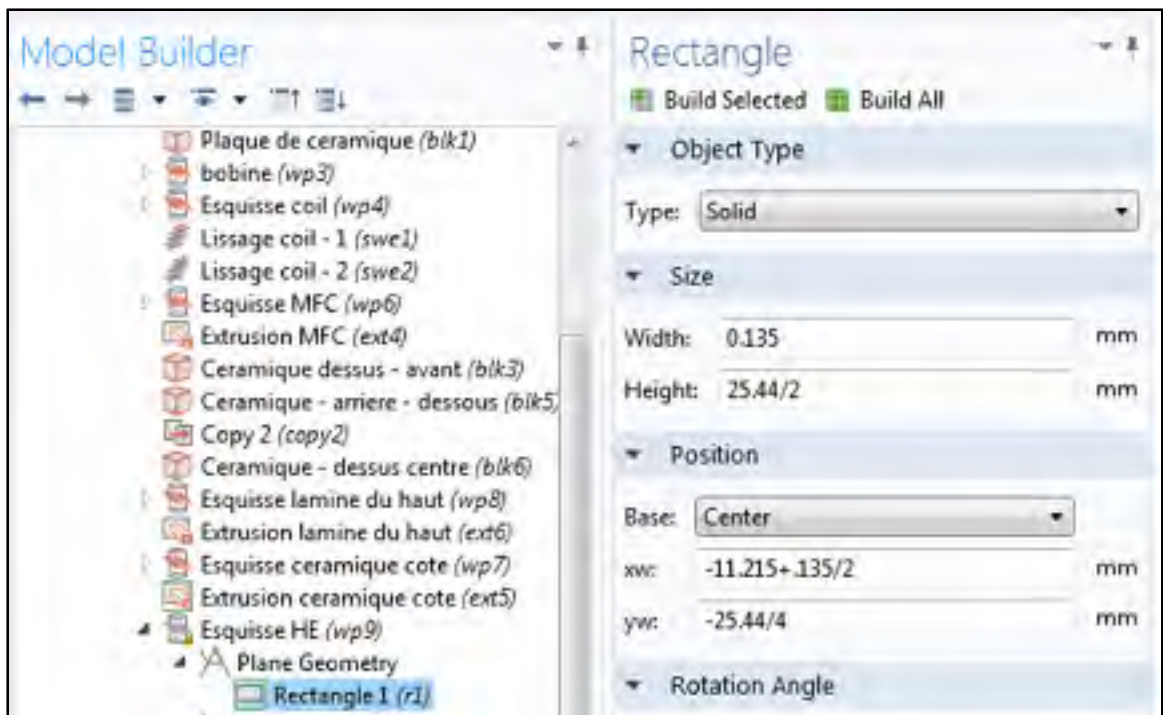 Model Builder
Plaque de ceramique (blk1)
bobine (wp3)
Esquisse coil (wp4)
Lissage coil - 1 (swe1)
Lissage coil - 2 (swe2)
Esquisse MFC (wp6)
Extrusion MFC (ext4)
Ceramique dessus - avant (blk3)
Ceramique - arriere - dessous (blk5)
Copy 2 (copy2)
Ceramique - dessus centre (blk6)
Esquisse lamine du haut (wp8)
Extrusion lamine du haut (ext6)
Esquisse ceramique cote (wp7)
Extrusion ceramique cote (ext5)
Esquisse HE (wp9)
Plane Geometry
Rectangle 1 (r1)
Rectangle
Build Selected Build All
Object Type
Type: Solid
Size
Width: 0.135 mm
Height: 25.44/2 mm
Position
Base: Center
xw: -11.215+.135/2 mm
yw: -25.44/4 mm
Rotation Angle